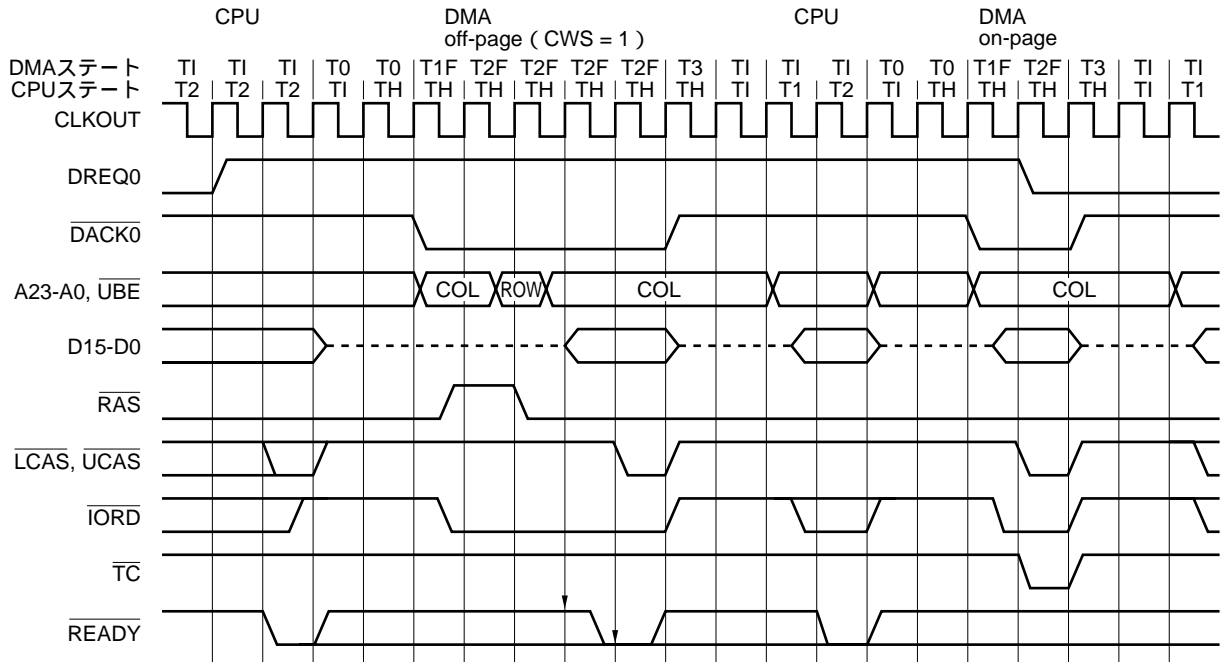 CPU DMA CPU DMA
off-page ( CWS = 1 ) on-page
DMAステート TI TI TI T0 T0 T1F T2F T2F T2F T2F T3 TI TI TI T0 T0 T1F T2F T3 TI TI
CPUステート T2 T2 T2 TI TH TH TH TH TH TH TH TI T1 T2 TI TH TH TH TH TI T1
CLKOUT
DREQ0
DACK0
A23-A0, UBE COL ROW COL COL
D15-D0
RAS
LCAS, UCAS
IORD
TC
READY